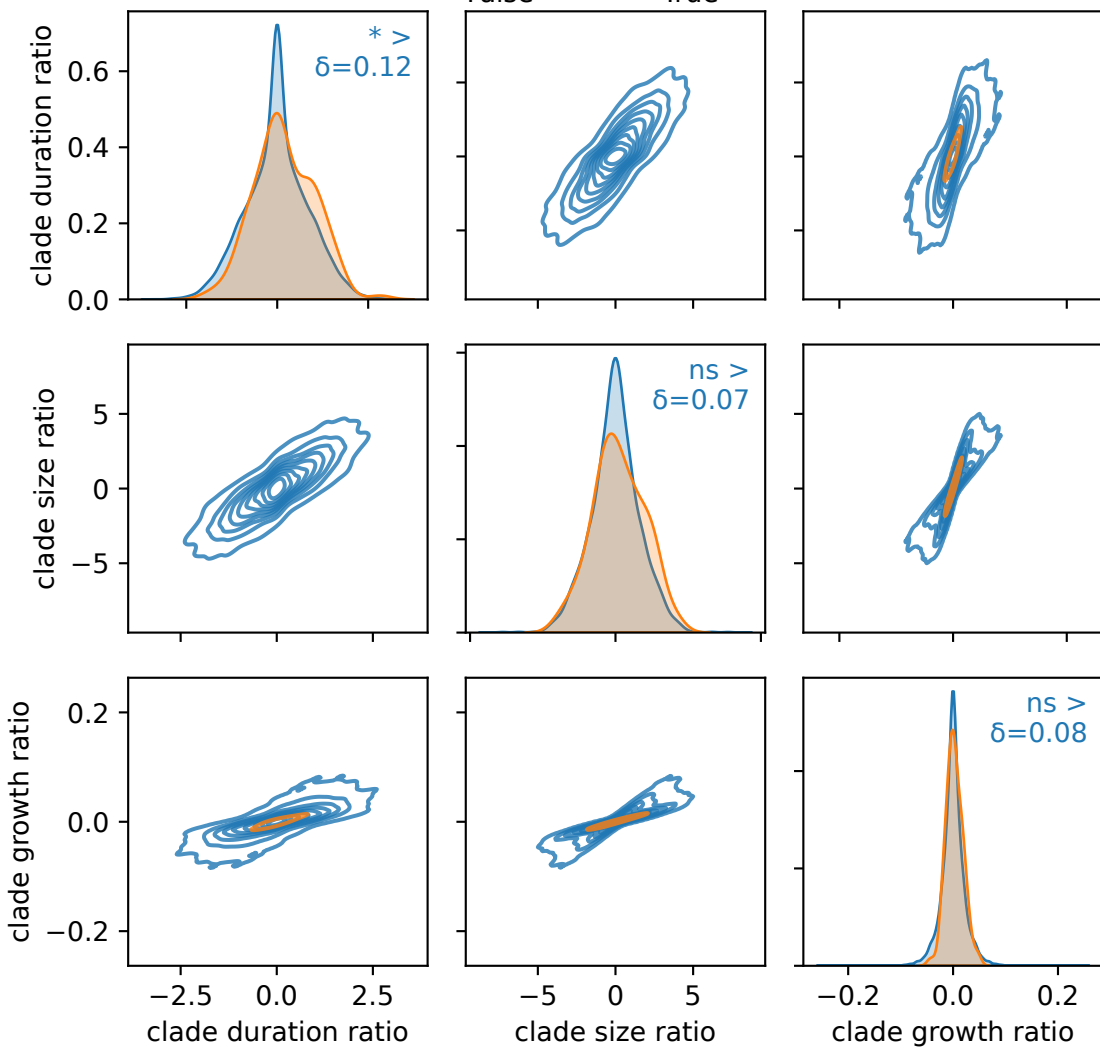 clade duration ratio
0.6
0.4
0.2
0.0
* >
δ=0.12
clade size ratio
5
0
−5
ns >
δ=0.07
clade growth ratio
0.2
0.0
−0.2
ns >
δ=0.08
−2.5 0.0 2.5
clade duration ratio
−5 0 5
clade size ratio
−0.2 0.0 0.2
clade growth ratio